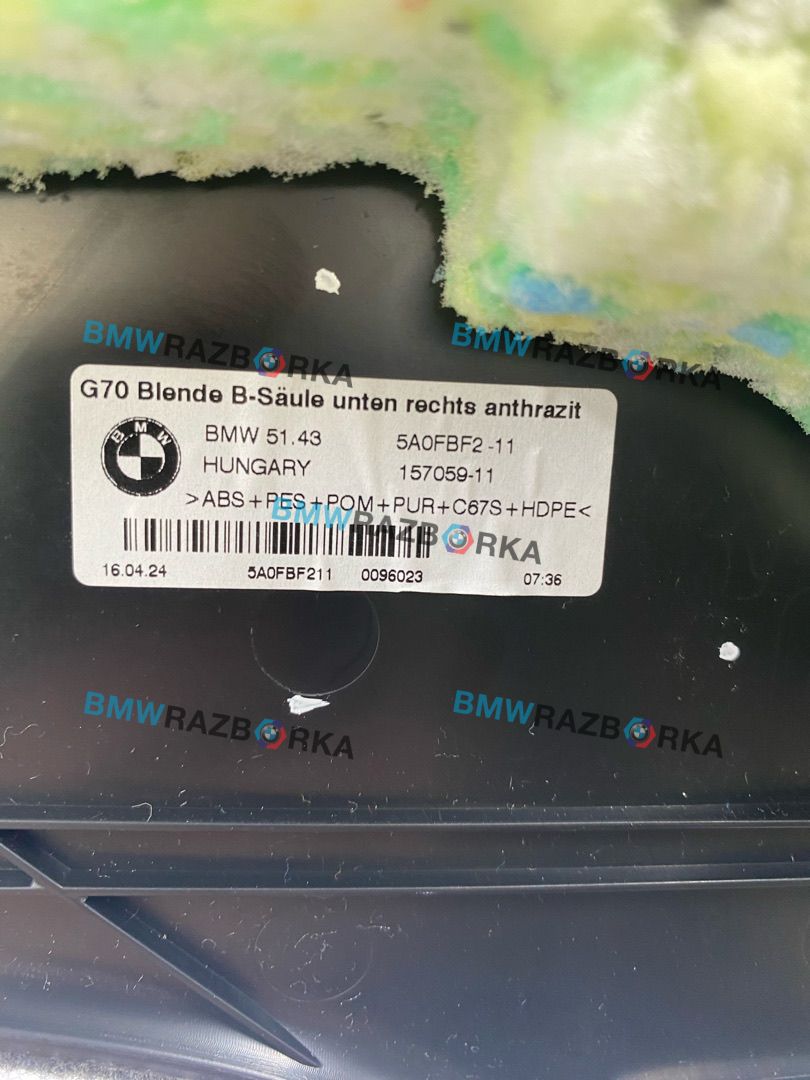 BMWRAZBORKA
BMWRAZBORKA
G70 Blende B-Säule unten rechts anthrazit
BMW
BMW 51.43 5A0FBF2 -11
HUNGARY 157059-11
>ABS+PES+POM+PUR+C67S+HDPE<
BMWRAZBORKA
16.04.24 5A0FBF211 0096023 07:36
BMWRAZBORKA
BMWRAZBORKA